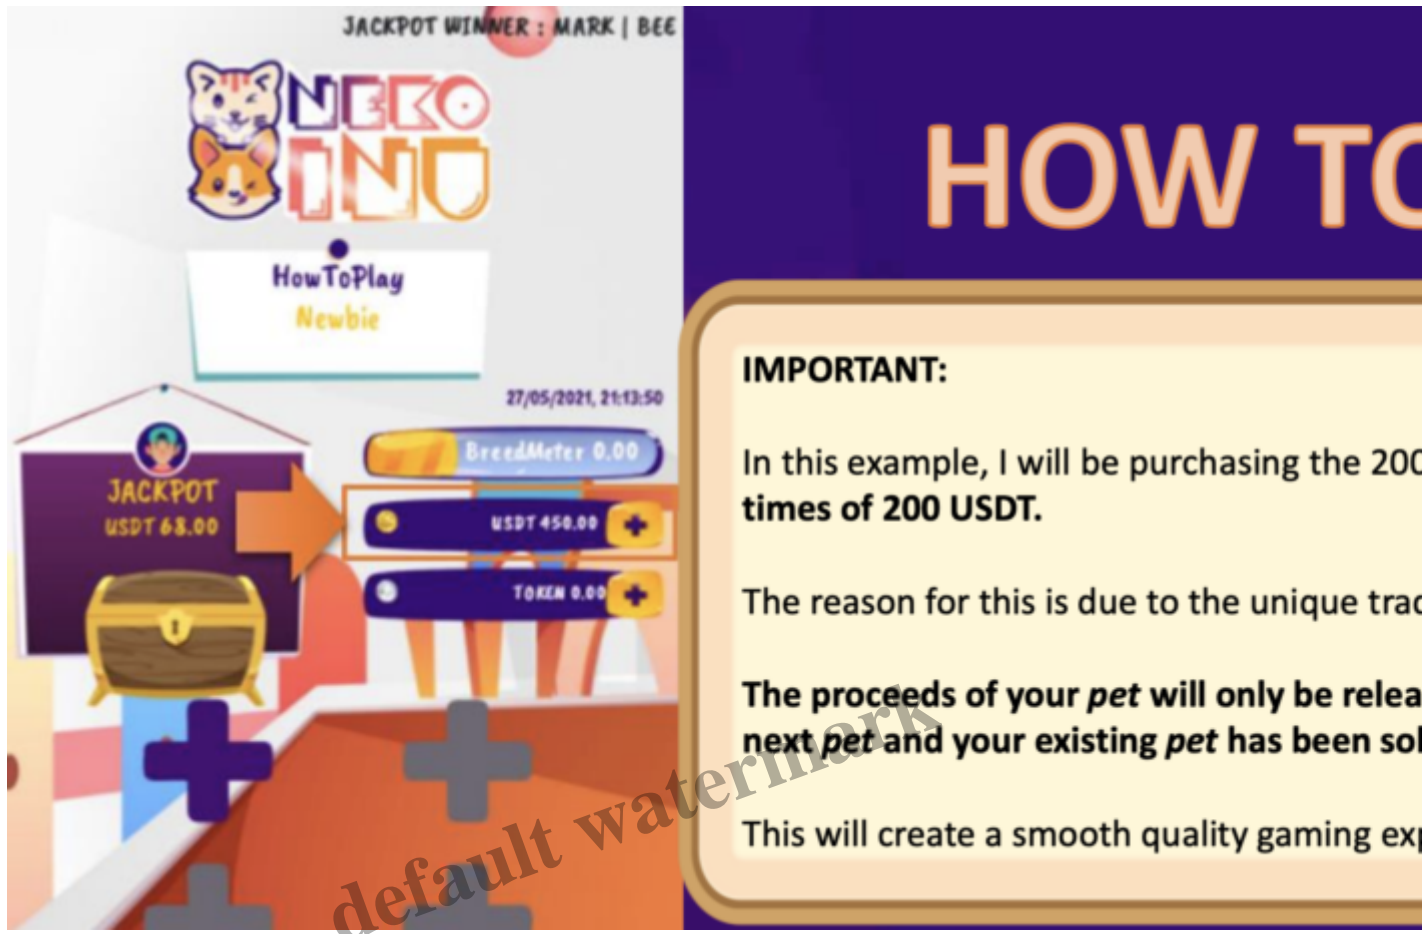 JACKPOT WINNER : MARK | BEE
NEKO
INU
HowToPlay
Newbie
27/05/2021, 21:13:50
BreedMeter 0.00
JACKPOT
USDT 68.00
USDT 450.00
TOKEN 0.00
HOW TO
IMPORTANT:
In this example, I will be purchasing the 200
times of 200 USDT.
The reason for this is due to the unique trac
The proceeds of your pet will only be relea
next pet and your existing pet has been sol
This will create a smooth quality gaming exp
default watermark